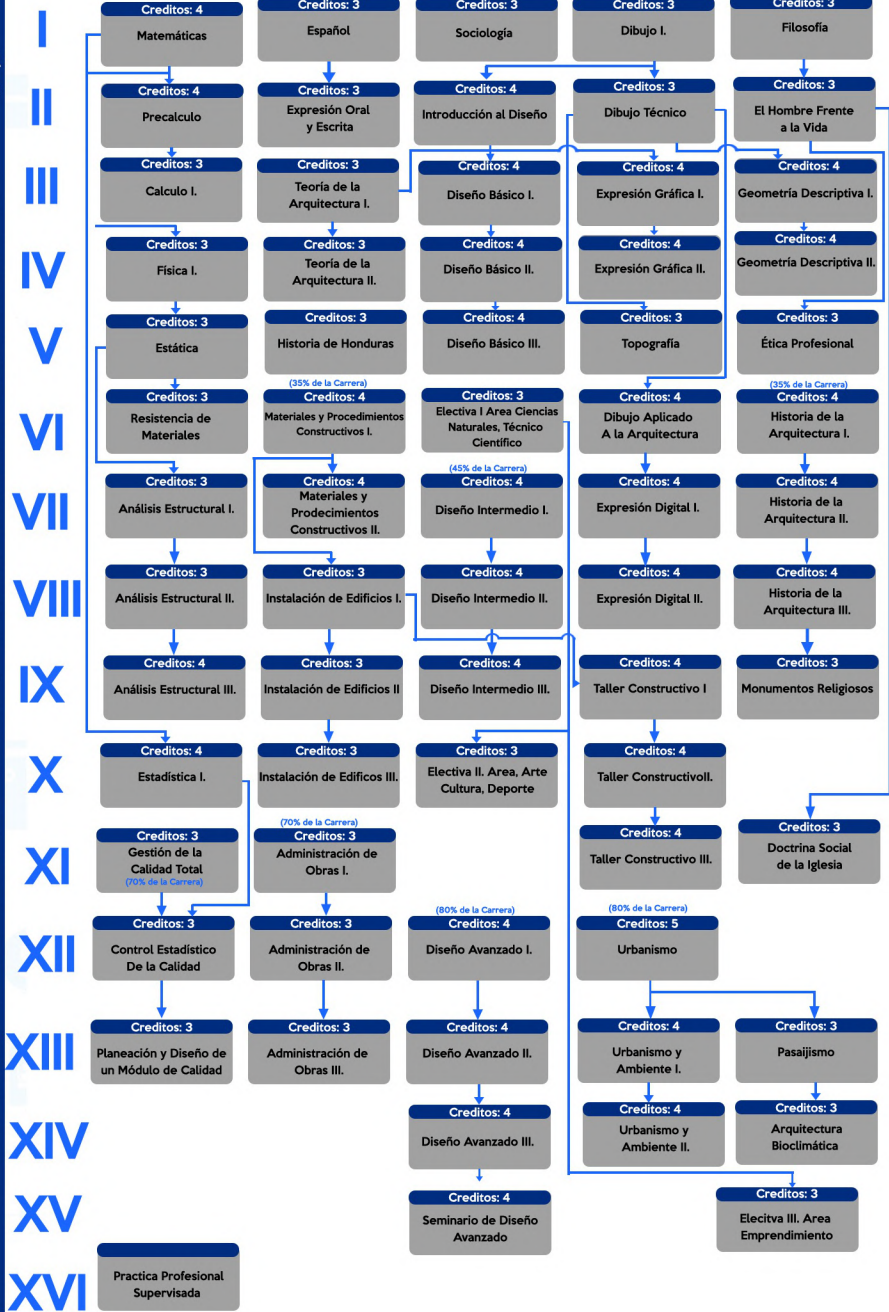 I
Creditos: 4
Matemáticas
Creditos: 3
Español
Creditos: 3
Sociología
Creditos: 3
Dibujo I.
Creditos: 3
Filosofía
II
Creditos: 4
Precalculo
Creditos: 3
Expresión Oral
y Escrita
Creditos: 4
Introducción al Diseño
Creditos: 3
Dibujo Técnico
Creditos: 3
El Hombre Frente
a la Vida
III
Creditos: 3
Calculo I.
Creditos: 3
Teoría de la
Arquitectura I.
Creditos: 4
Diseño Básico I.
Creditos: 4
Expresión Gráfica I.
Creditos: 4
Geometría Descriptiva I.
IV
Creditos: 3
Física I.
Creditos: 3
Teoría de la
Arquitectura II.
Creditos: 4
Diseño Básico II.
Creditos: 4
Expresión Gráfica II.
Creditos: 4
Geometría Descriptiva II.
V
Creditos: 3
Estática
Creditos: 3
Historia de Honduras
Creditos: 4
Diseño Básico III.
Creditos: 3
Topografía
Creditos: 3
Ética Profesional
VI
Creditos: 3
Resistencia de
Materiales
(35% de la Carrera)
Creditos: 4
Materiales y Procedimientos
Constructivos I.
Creditos: 3
Electiva I Area Ciencias
Naturales, Técnico
Científico
Creditos: 4
Dibujo Aplicado
A la Arquitectura
(35% de la Carrera)
Creditos: 4
Historia de la
Arquitectura I.
VII
Creditos: 3
Análisis Estructural I.
Creditos: 4
Materiales y
Prodecimientos
Constructivos II.
(45% de la Carrera)
Creditos: 4
Diseño Intermedio I.
Creditos: 4
Expresión Digital I.
Creditos: 4
Historia de la
Arquitectura II.
VIII
Creditos: 3
Análisis Estructural II.
Creditos: 3
Instalación de Edificios I.
Creditos: 4
Diseño Intermedio II.
Creditos: 4
Expresión Digital II.
Creditos: 4
Historia de la
Arquitectura III.
IX
Creditos: 4
Análisis Estructural III.
Creditos: 3
Instalación de Edificios II
Creditos: 4
Diseño Intermedio III.
Creditos: 4
Taller Constructivo I
Creditos: 3
Monumentos Religiosos
X
Creditos: 4
Estadística I.
Creditos: 3
Instalación de Edificos III.
Creditos: 3
Electiva II. Area, Arte
Cultura, Deporte
Creditos: 4
Taller ConstructivoII.
XI
Creditos: 3
Gestión de la
Calidad Total
(70% de la Carrera)
(70% de la Carrera)
Creditos: 3
Administración de
Obras I.
Creditos: 4
Taller Constructivo III.
Creditos: 3
Doctrina Social
de la Iglesia
XII
Creditos: 3
Control Estadístico
De la Calidad
Creditos: 3
Administración de
Obras II.
(80% de la Carrera)
Creditos: 4
Diseño Avanzado I.
(80% de la Carrera)
Creditos: 5
Urbanismo
XIII
Creditos: 3
Planeación y Diseño de
un Módulo de Calidad
Creditos: 3
Administración de
Obras III.
Creditos: 4
Diseño Avanzado II.
Creditos: 4
Urbanismo y
Ambiente I.
Creditos: 3
Pasaijismo
XIV
Creditos: 4
Diseño Avanzado III.
Creditos: 4
Urbanismo y
Ambiente II.
Creditos: 3
Arquitectura
Bioclimática
XV
Creditos: 4
Seminario de Diseño
Avanzado
Creditos: 3
Elecitva III. Area
Emprendimiento
XVI
Practica Profesional
Supervisada